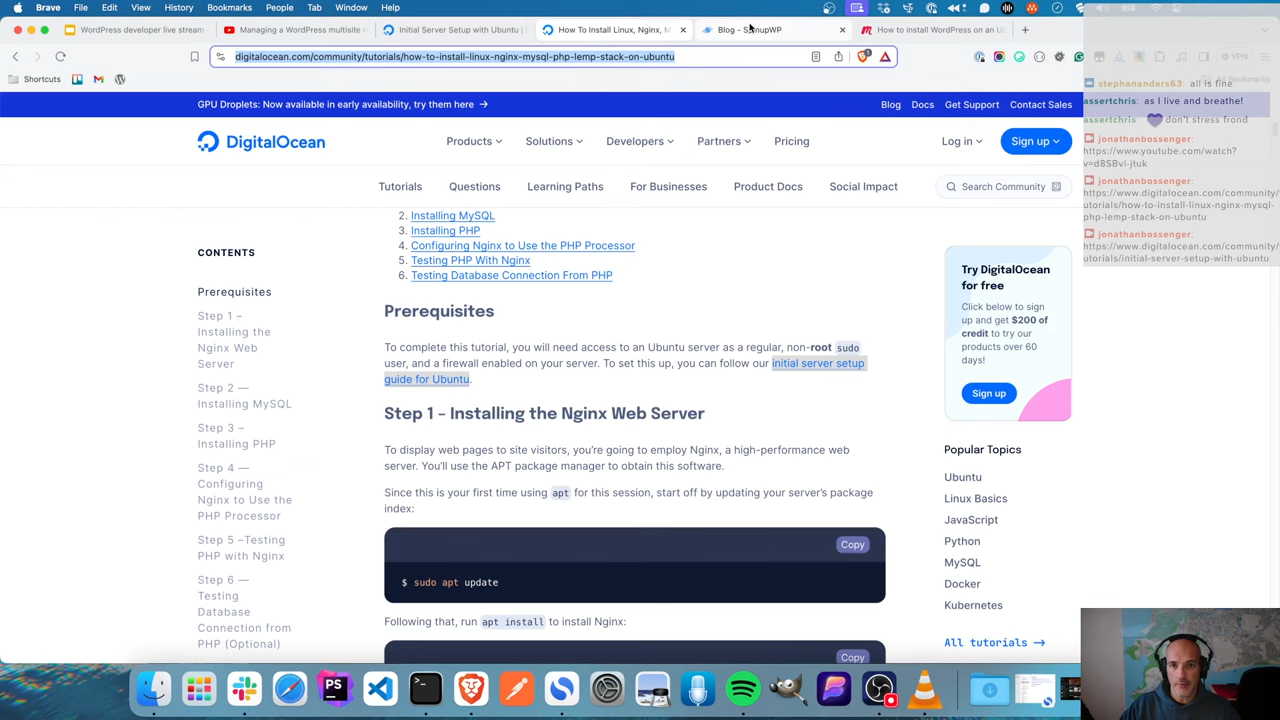 Brave File Edit View History Bookmarks People Tab Window Help
WordPress developer live stream
Managing a WordPress multisite n
Initial Server Setup with Ubuntu |
How To Install Linux, Nginx, M
Blog - SpinupWP
How to install WordPress on an U
digitalocean.com/community/tutorials/how-to-install-linux-nginx-mysql-php-lemp-stack-on-ubuntu
VPN
Shortcuts
All Bookmarks
GPU Droplets: Now available in early availability, try them here →
Blog Docs Get Support Contact Sales
DigitalOcean
Products Solutions Developers Partners Pricing
Log in Sign up
Tutorials Questions Learning Paths For Businesses Product Docs Social Impact
Search Community
stephananders63: all is fine
assertchris: as I live and breathe!
assertchris: 💜 don't stress frond
jonathanbossenger:
https://www.youtube.com/watch?
v=d8SBvi-jtuk
jonathanbossenger:
https://www.digitalocean.com/community/
tutorials/how-to-install-linux-nginx-mysql-
php-lemp-stack-on-ubuntu
jonathanbossenger:
https://www.digitalocean.com/community/
tutorials/initial-server-setup-with-ubuntu
CONTENTS
Prerequisites
Step 1 –
Installing the
Nginx Web
Server
Step 2 —
Installing MySQL
Step 3 –
Installing PHP
Step 4 —
Configuring
Nginx to Use the
PHP Processor
Step 5 –Testing
PHP with Nginx
Step 6 —
Testing
Database
Connection from
PHP (Optional)
2. Installing MySQL
3. Installing PHP
4. Configuring Nginx to Use the PHP Processor
5. Testing PHP With Nginx
6. Testing Database Connection From PHP
Prerequisites
To complete this tutorial, you will need access to an Ubuntu server as a regular, non-root sudo
user, and a firewall enabled on your server. To set this up, you can follow our initial server setup
guide for Ubuntu.
Step 1 – Installing the Nginx Web Server
To display web pages to site visitors, you're going to employ Nginx, a high-performance web
server. You'll use the APT package manager to obtain this software.
Since this is your first time using apt for this session, start off by updating your server's package
index:
Copy
$ sudo apt update
Following that, run apt install to install Nginx:
Copy
Try DigitalOcean
for free
Click below to sign
up and get $200 of
credit to try our
products over 60
days!
Sign up
Popular Topics
Ubuntu
Linux Basics
JavaScript
Python
MySQL
Docker
Kubernetes
All tutorials →
PS